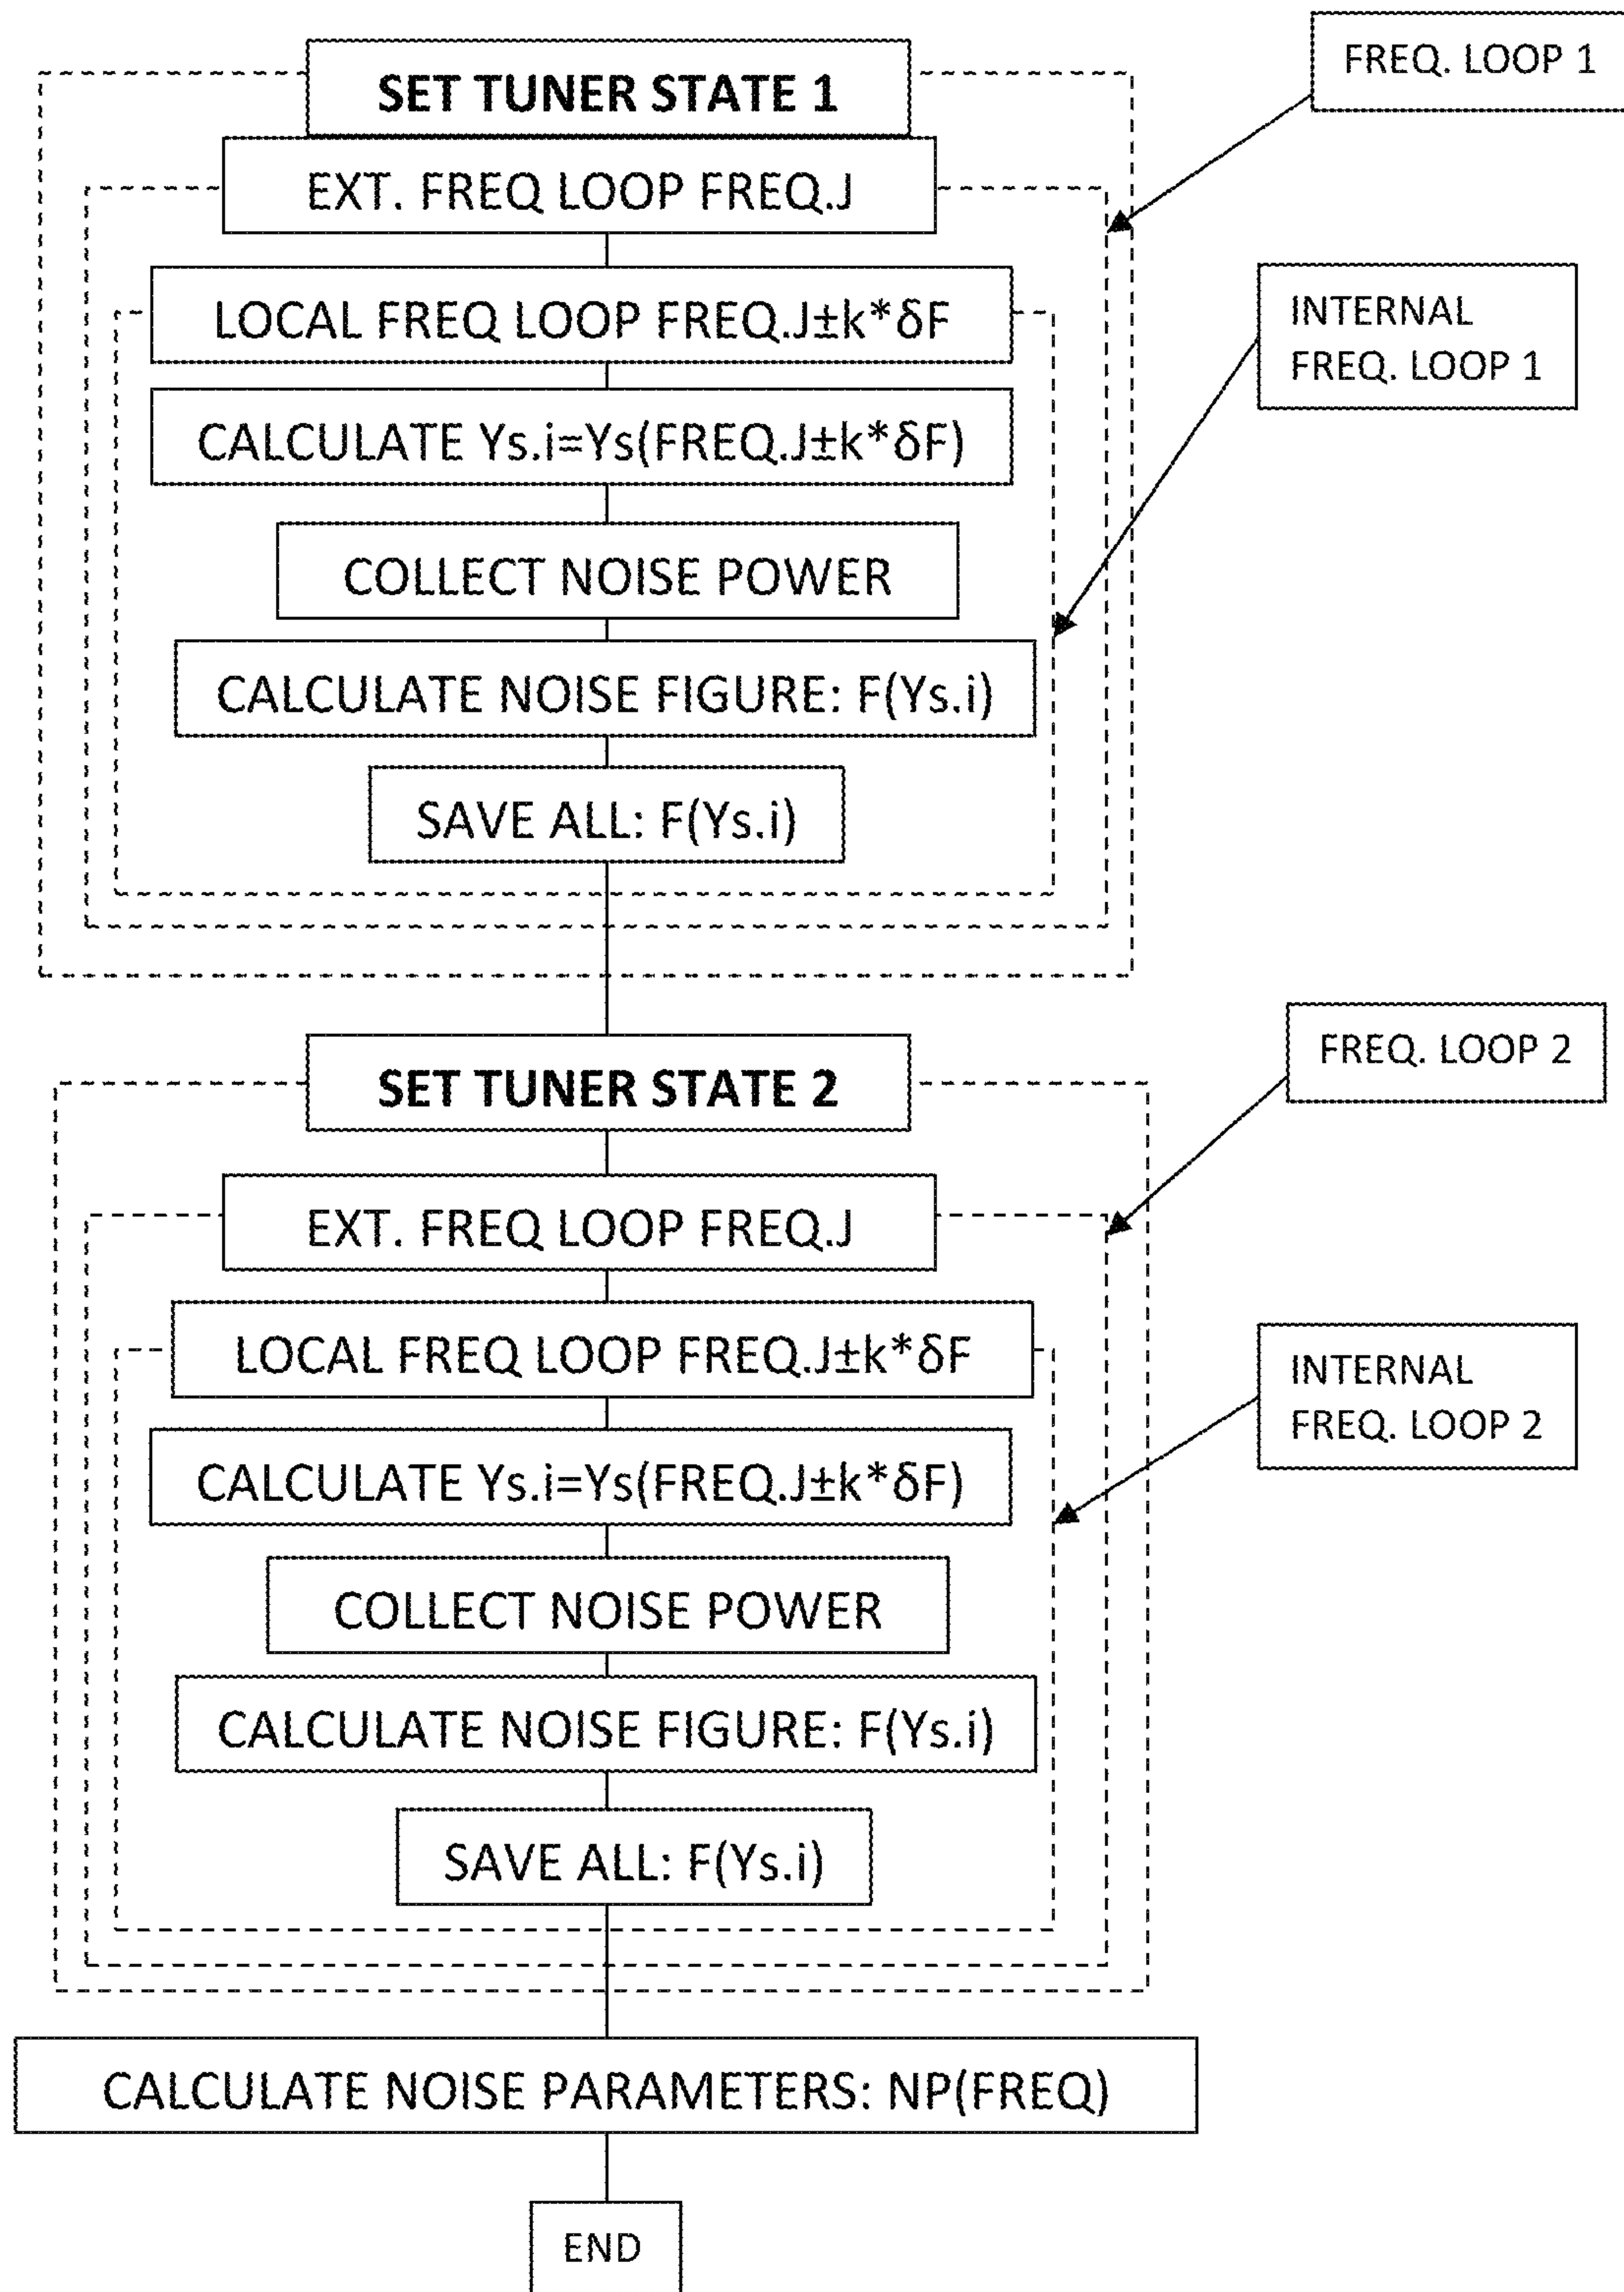 SET TUNER STATE 1
FREQ. LOOP 1
EXT. FREQ LOOP FREQ.J
LOCAL FREQ LOOP FREQ.J±k*δF
INTERNAL
FREQ. LOOP 1
CALCULATE Ys.i=Ys(FREQ.J±k*δF)
COLLECT NOISE POWER
CALCULATE NOISE FIGURE: F(Ys.i)
SAVE ALL: F(Ys.i)
SET TUNER STATE 2
FREQ. LOOP 2
EXT. FREQ LOOP FREQ.J
LOCAL FREQ LOOP FREQ.J±k*δF
INTERNAL
FREQ. LOOP 2
CALCULATE Ys.i=Ys(FREQ.J±k*δF)
COLLECT NOISE POWER
CALCULATE NOISE FIGURE: F(Ys.i)
SAVE ALL: F(Ys.i)
CALCULATE NOISE PARAMETERS: NP(FREQ)
END